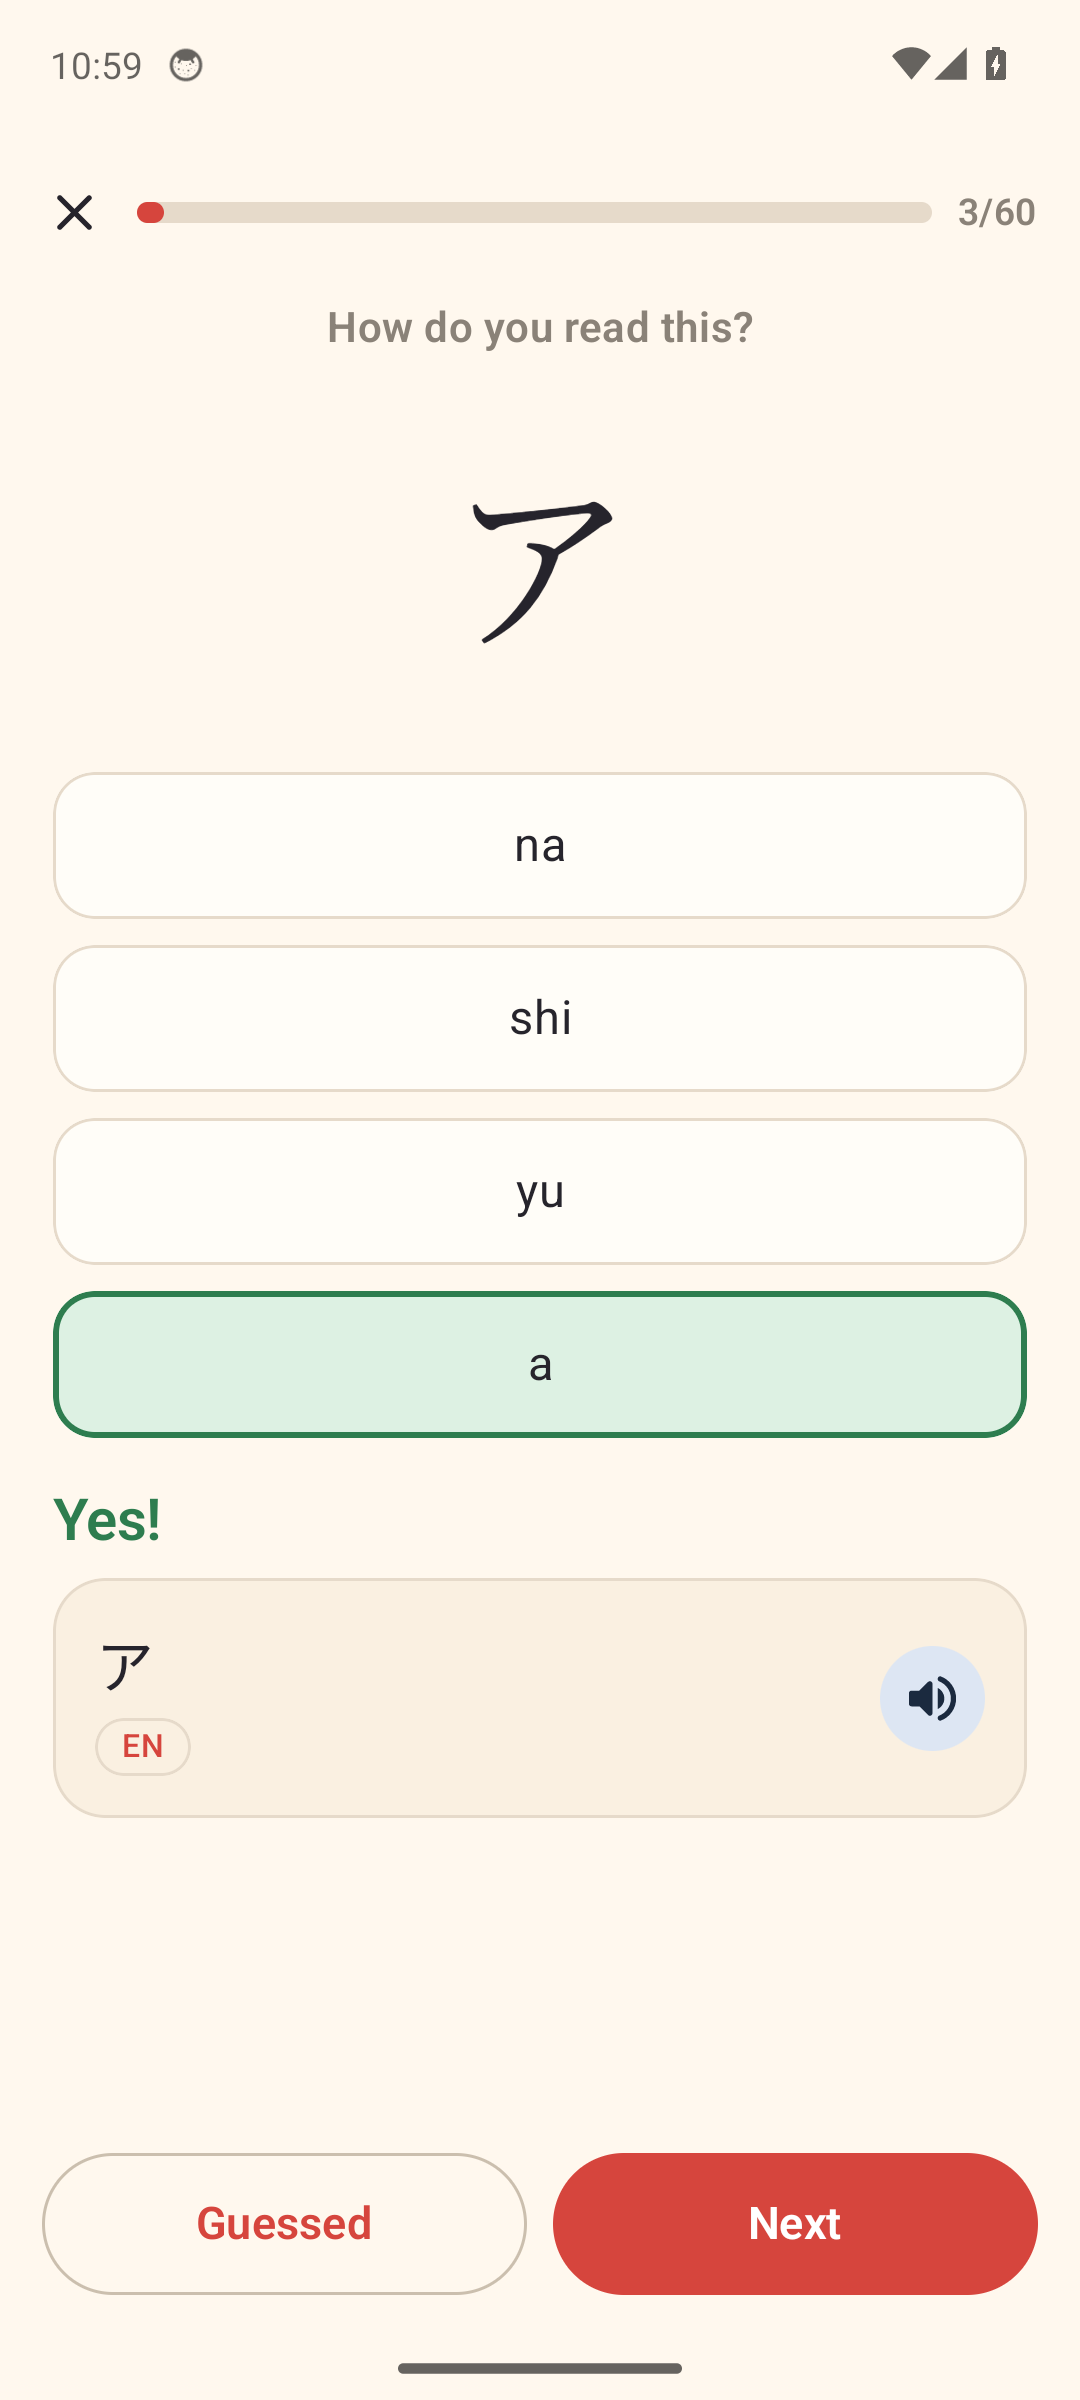 10:59
3/60
How do you read this?
ア
na
shi
yu
a
Yes!
ア
EN
Guessed
Next